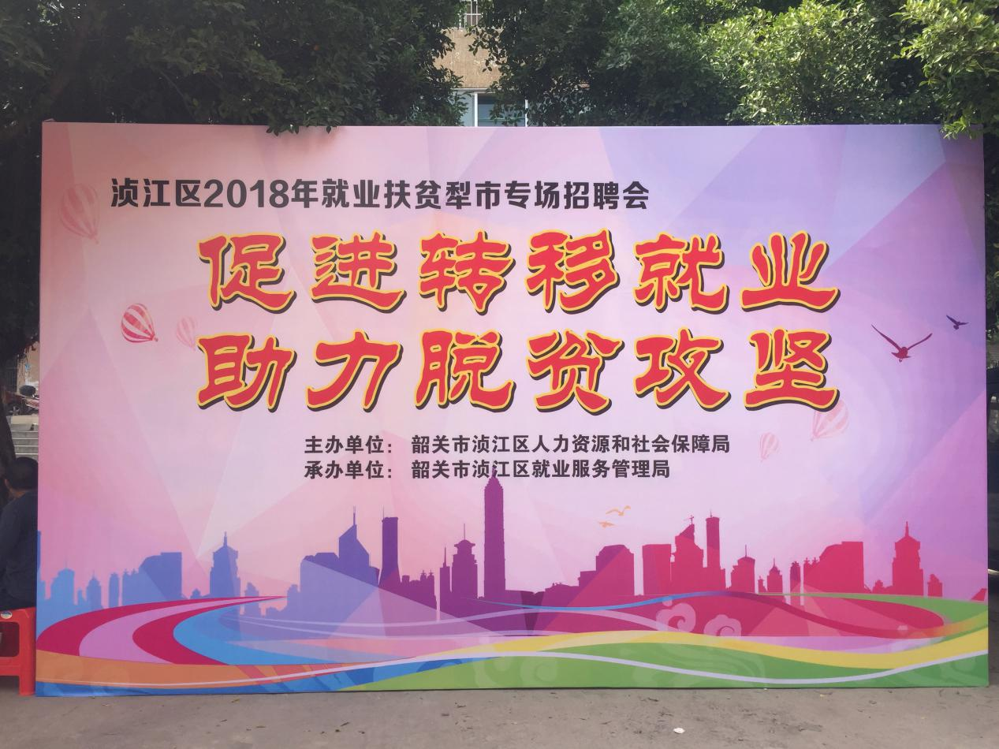 浈江区2018年就业扶贫犁市专场招聘会
促进转移就业
助力脱贫攻坚
主办单位：韶关市浈江区人力资源和社会保障局
承办单位：韶关市浈江区就业服务管理局